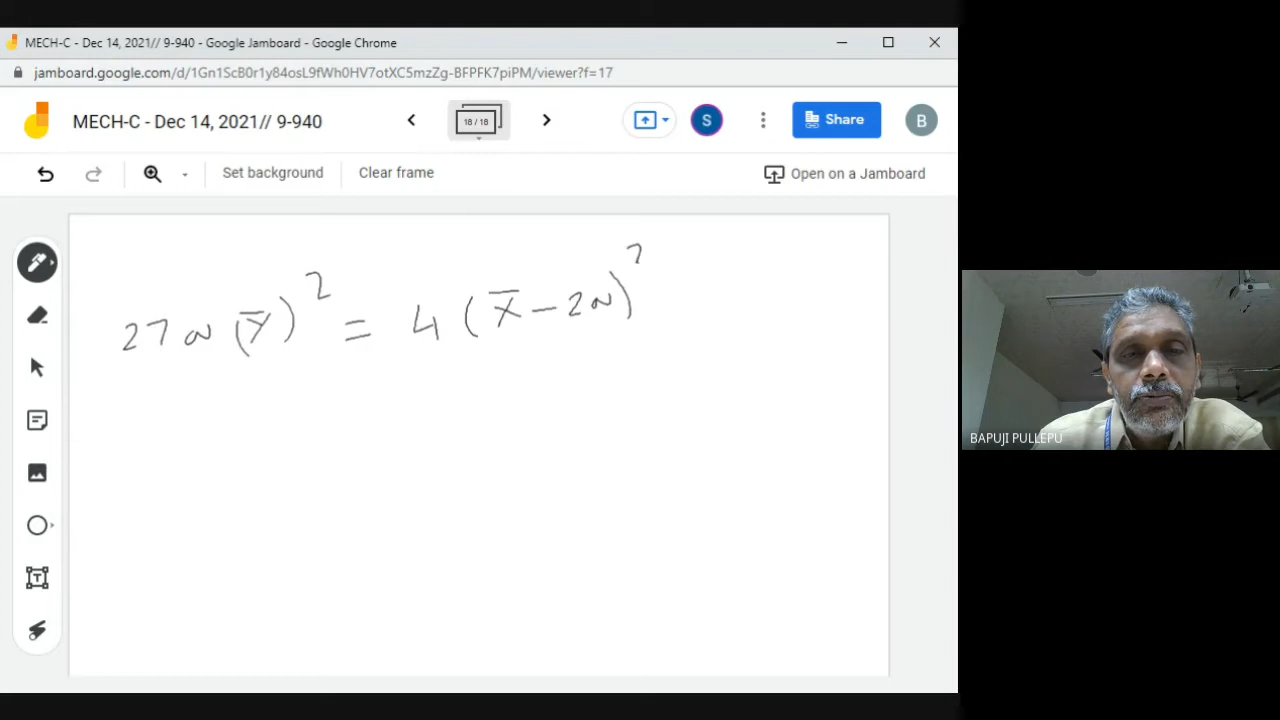 MECH-C - Dec 14, 2021// 9-940 - Google Jamboard - Google Chrome
jamboard.google.com/d/1Gn1ScB0r1y84osL9fWh0HV7otXC5mzZg-BFPFK7piPM/viewer?f=17
MECH-C - Dec 14, 2021// 9-940
18 / 18
S
Share
B
Set background
Clear frame
Open on a Jamboard
27 a (X̄ Y̅)² = 4 (X̅ - 2a)³
BAPUJI PULLEPU